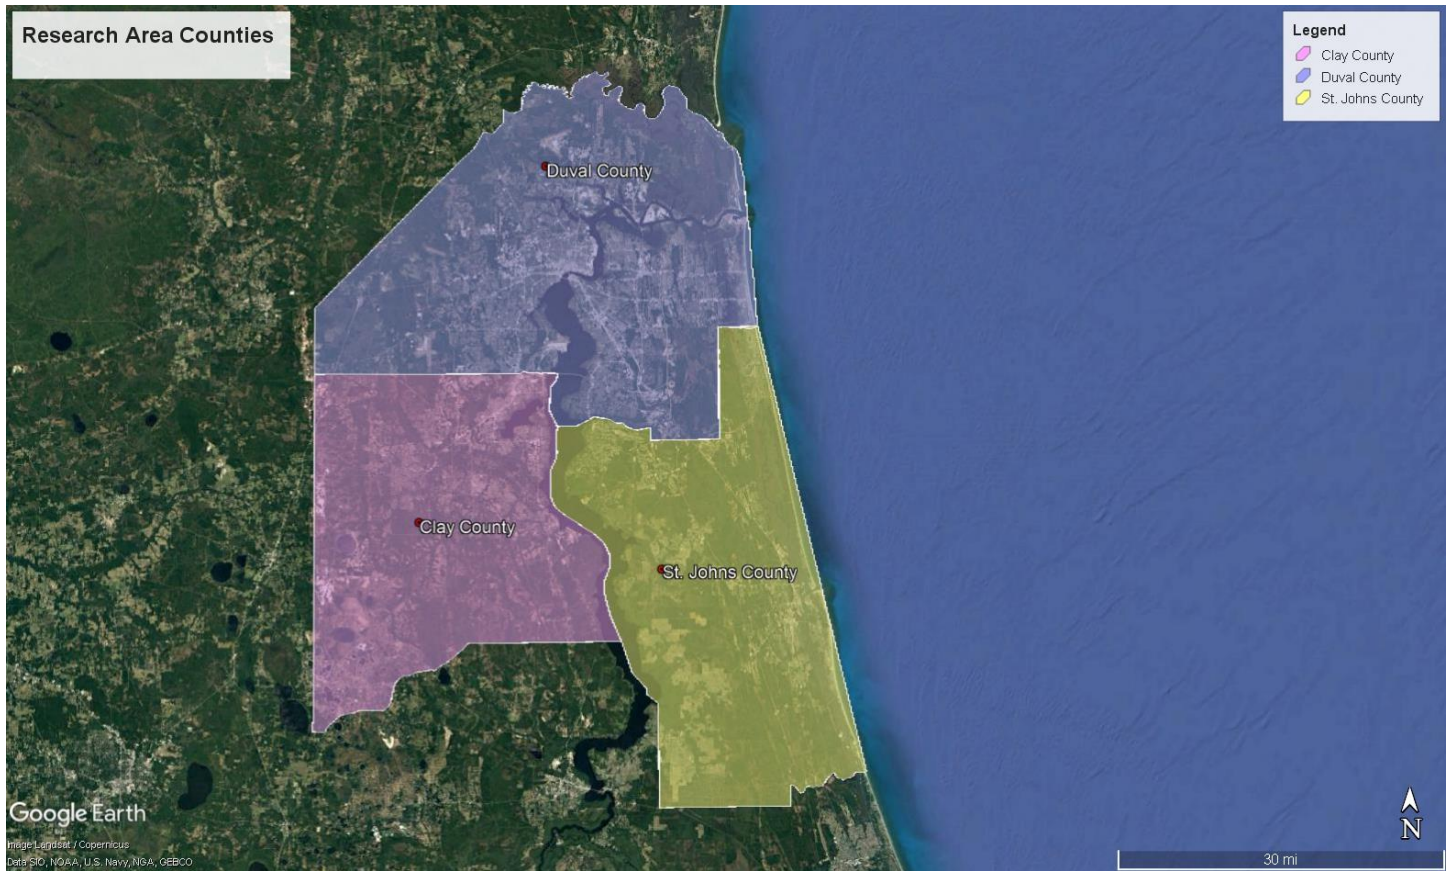 Research Area Counties
Legend
Clay County
Duval County
St. Johns County
Duval County
Clay County
St. Johns County
Google Earth
Image Landsat / Copernicus
Data SIO, NOAA, U.S. Navy, NGA, GEBCO
N
30 mi